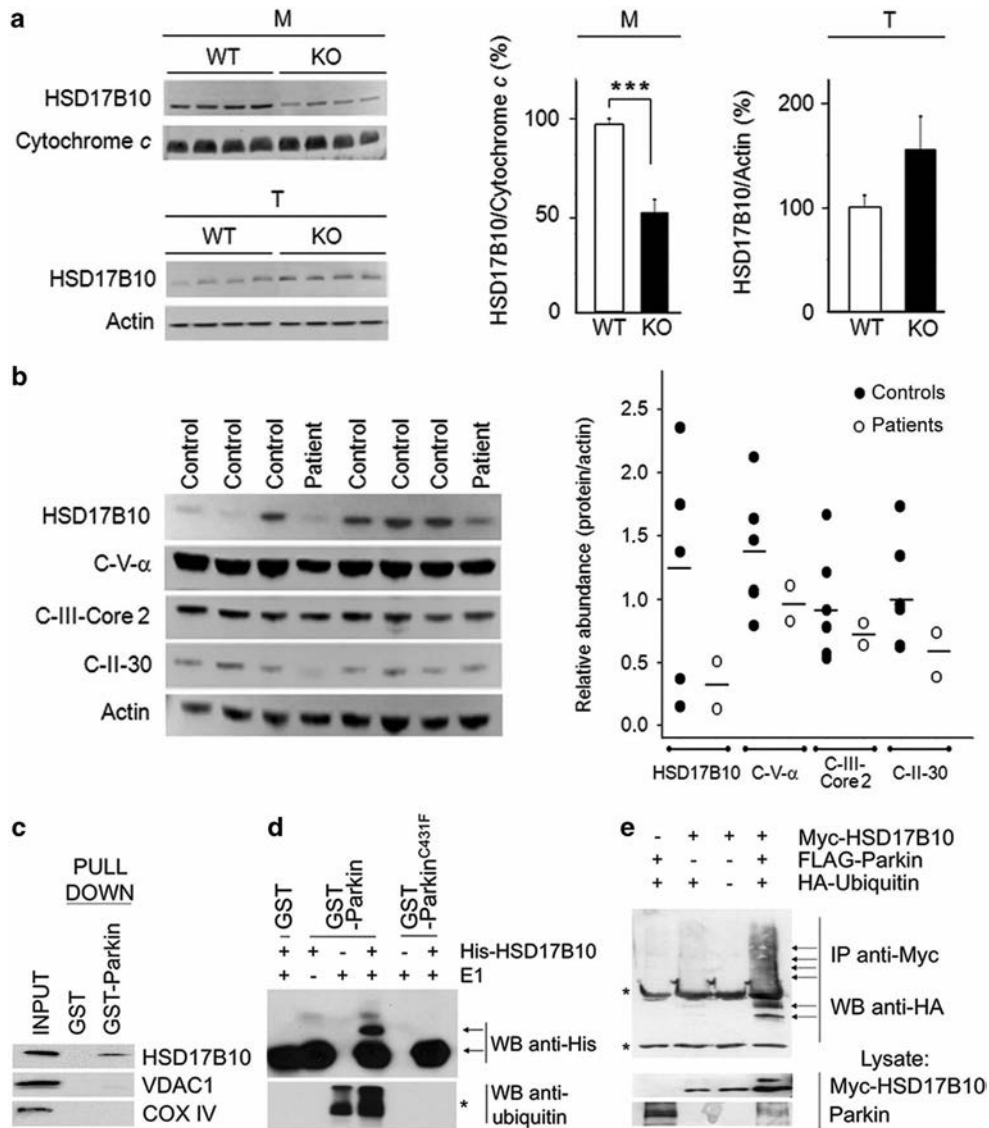 a
M
WT KO
HSD17B10
Cytochrome c
T
WT KO
HSD17B10
Actin
M
HSD17B10/Cytochrome c (%)
100
50
0
***
WT KO
T
HSD17B10/Actin (%)
200
100
0
WT KO
b
Control Control Control Patient Control Control Control Patient
HSD17B10
C-V-α
C-III-Core 2
C-II-30
Actin
Relative abundance (protein/actin)
2.5
2.0
1.5
1.0
0.5
0.0
Controls
Patients
HSD17B10 C-V-α C-III-Core 2 C-II-30
c
PULL
DOWN
INPUT GST GST-Parkin
HSD17B10
VDAC1
COX IV
d
GST GST-Parkin GST-ParkinC431F
+ + - + - + His-HSD17B10
+ - + + + + E1
WB anti-His
* WB anti-ubiquitin
e
- + + + Myc-HSD17B10
+ - - + FLAG-Parkin
+ + - + HA-Ubiquitin
IP anti-Myc
*
WB anti-HA
*
Lysate:
Myc-HSD17B10
Parkin